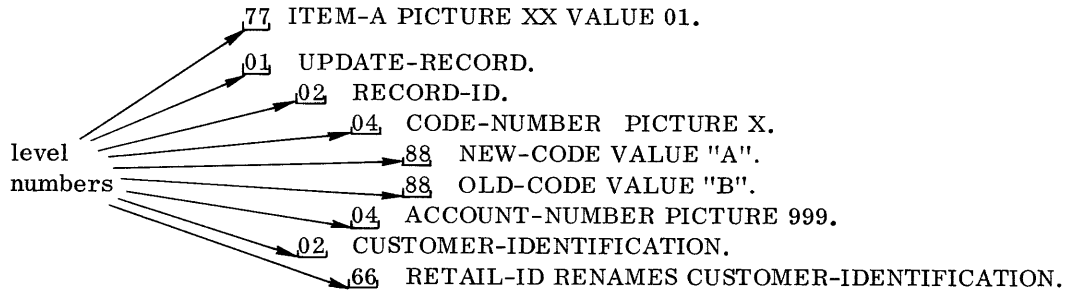 77 ITEM-A PICTURE XX VALUE 01.
01 UPDATE-RECORD.
02 RECORD-ID.
04 CODE-NUMBER PICTURE X.
level
numbers
88 NEW-CODE VALUE "A".
88 OLD-CODE VALUE "B".
04 ACCOUNT-NUMBER PICTURE 999.
02 CUSTOMER-IDENTIFICATION.
66 RETAIL-ID RENAMES CUSTOMER-IDENTIFICATION.